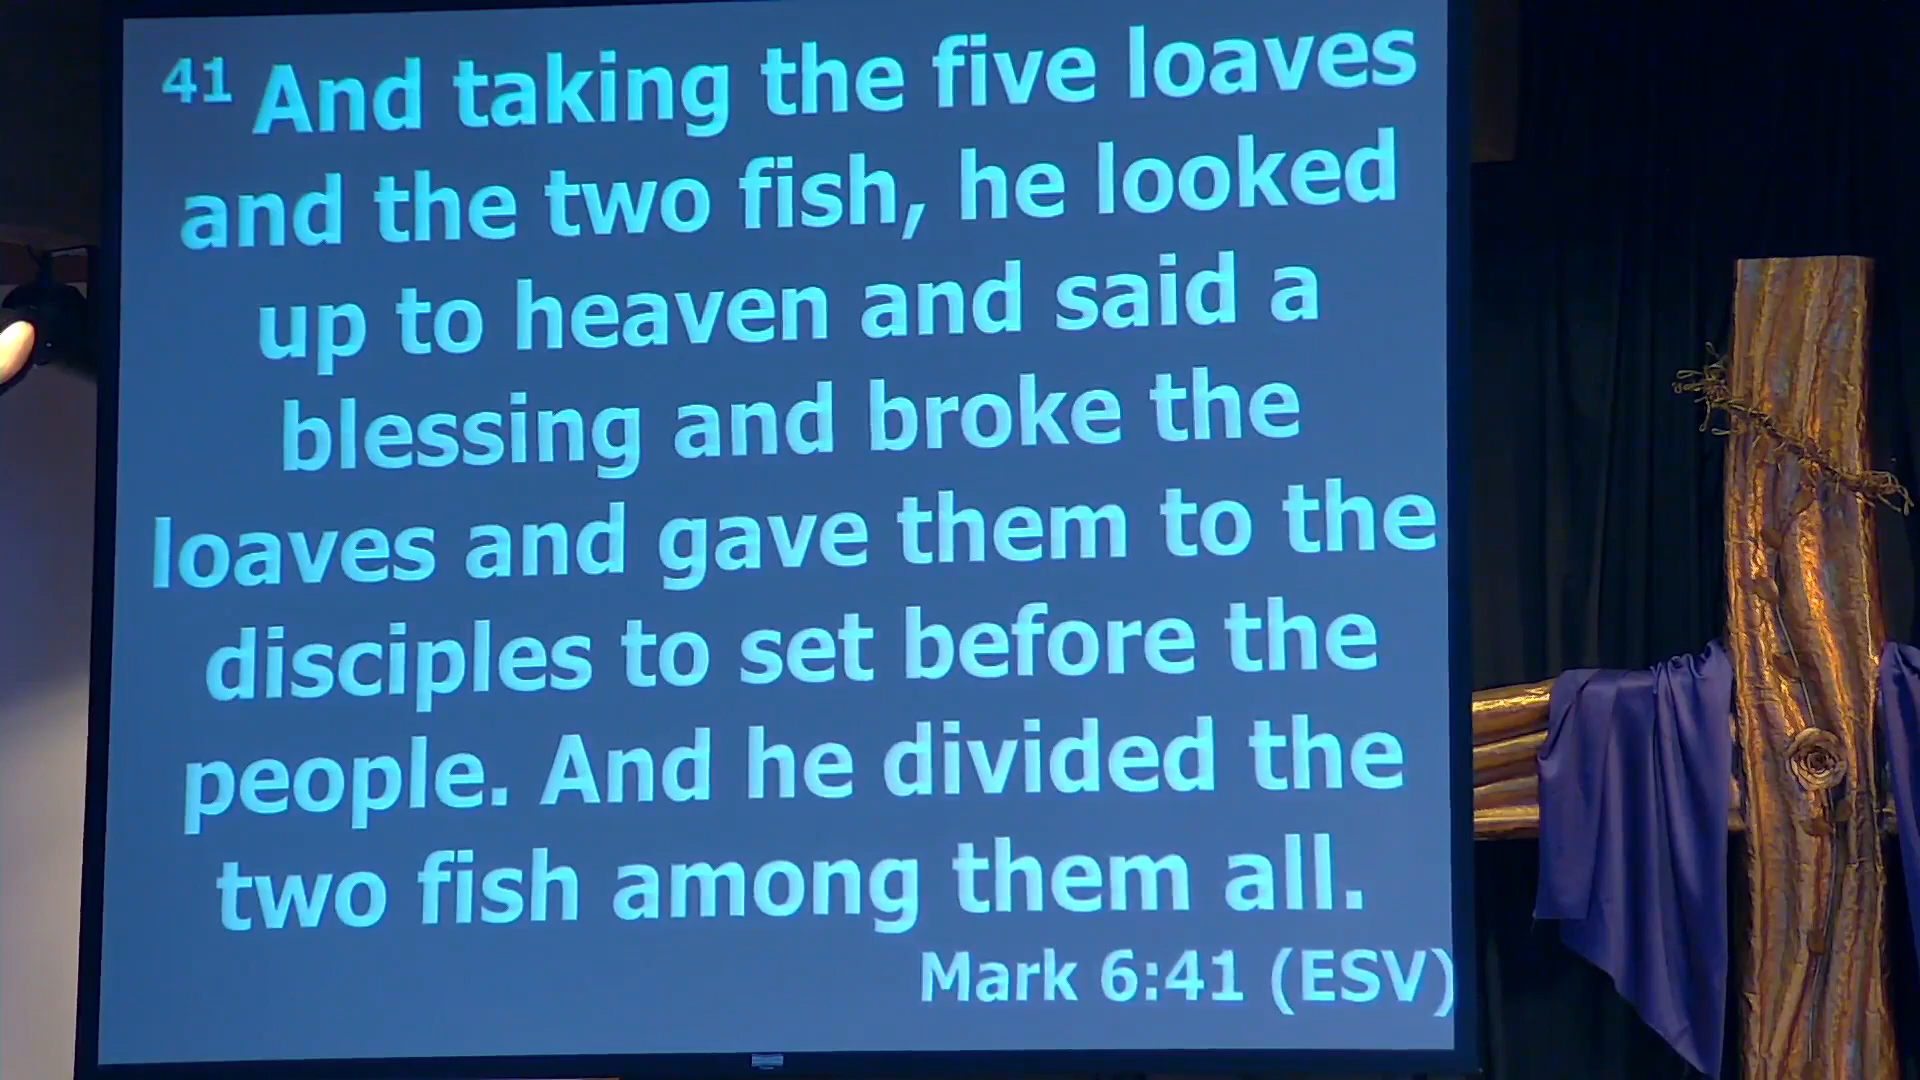 41 And taking the five loaves
and the two fish, he looked
up to heaven and said a
blessing and broke the
loaves and gave them to the
disciples to set before the
people. And he divided the
two fish among them all.
Mark 6:41 (ESV)